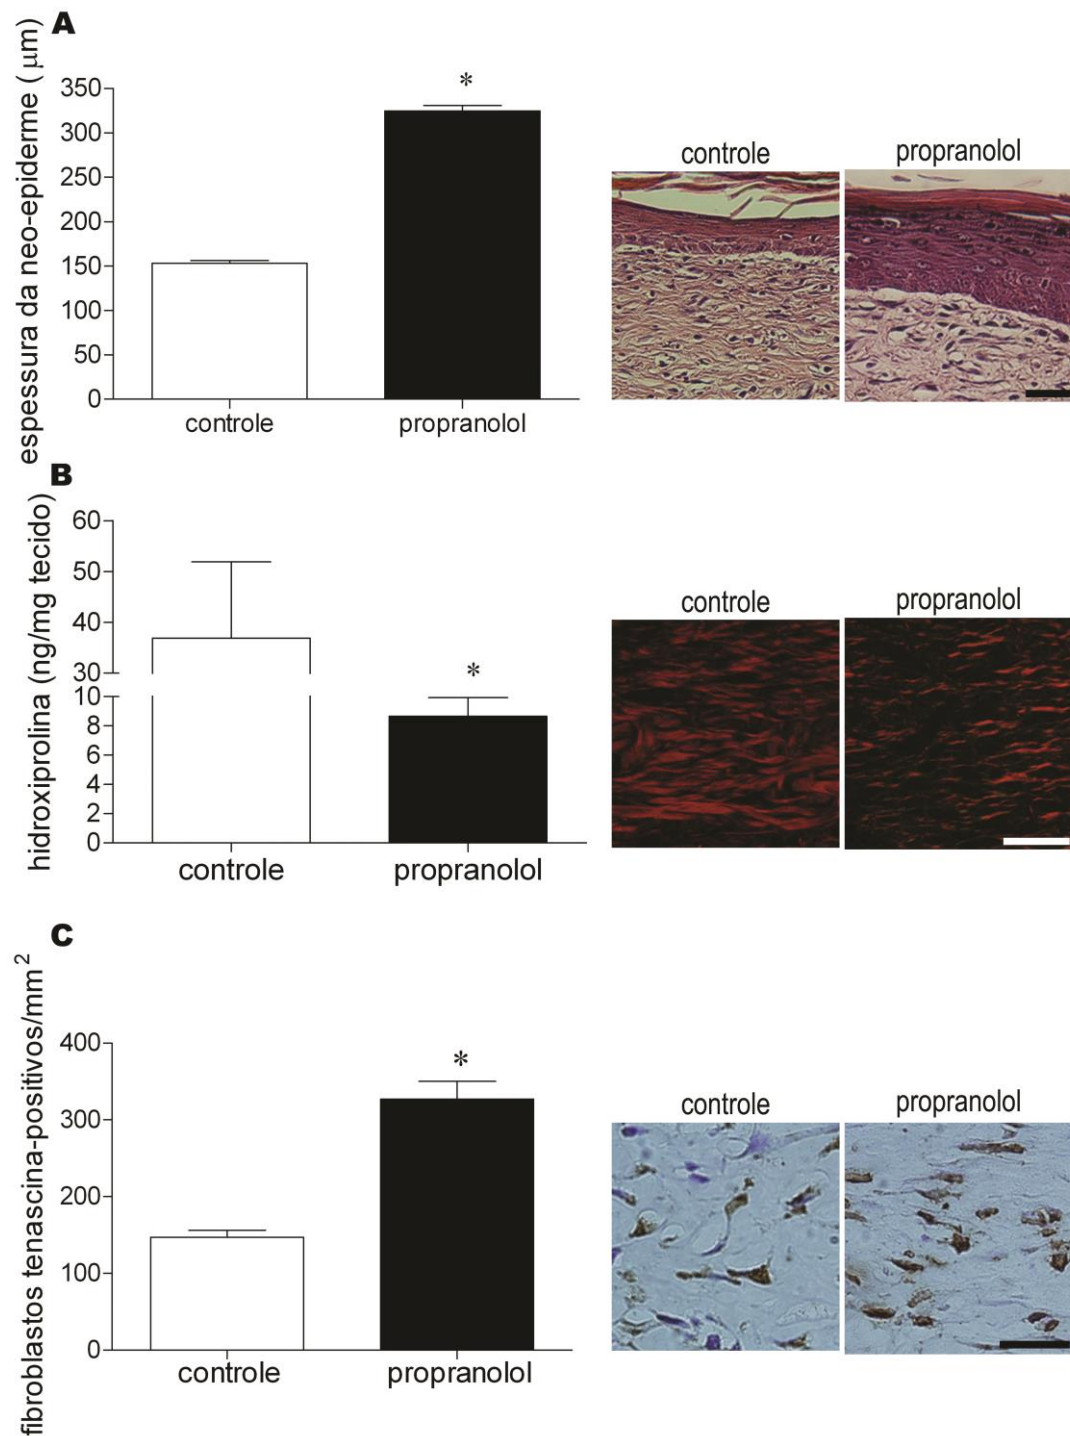 A
espessura da neo-epiderme (μm)
350
300
250
200
150
100
50
0
*
controle
propranolol
controle
propranolol
B
hidroxiprolina (ng/mg tecido)
60
50
40
30
10
8
6
4
2
0
*
controle
propranolol
controle
propranolol
C
fibroblastos tenascina-positivos/mm²
400
300
200
100
0
*
controle
propranolol
controle
propranolol